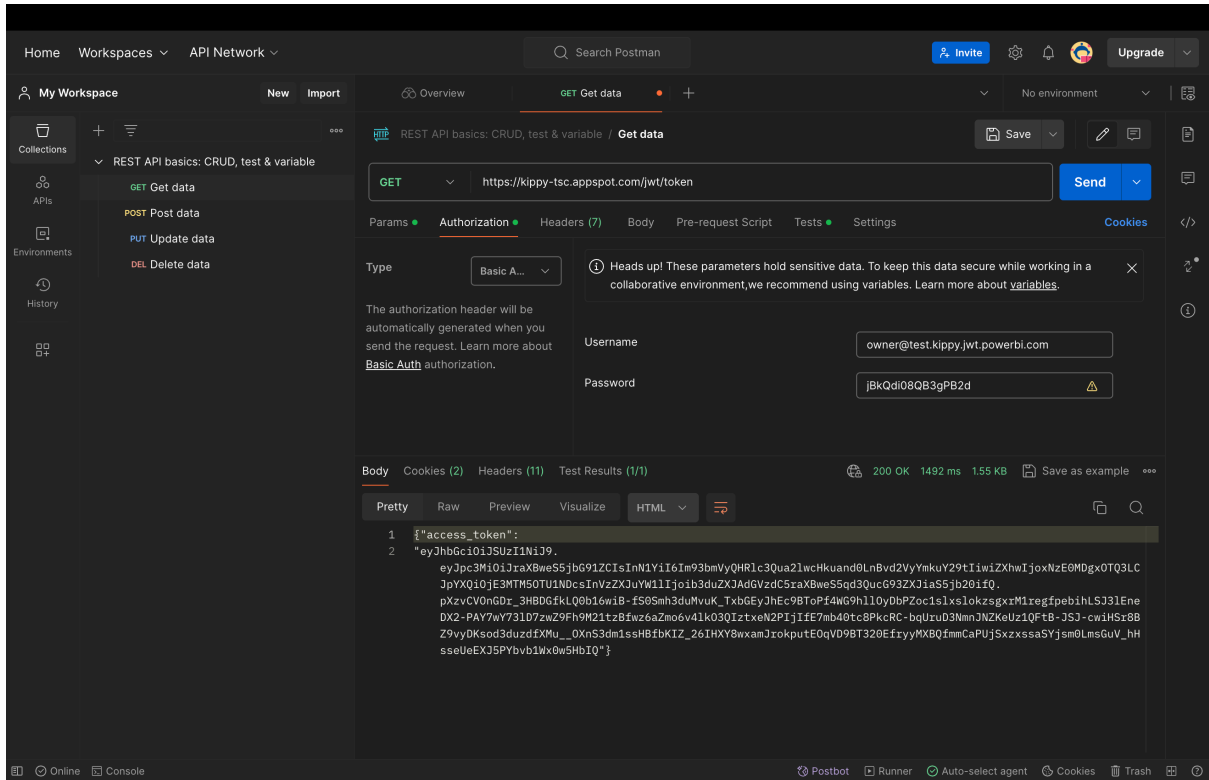 Home Workspaces API Network Search Postman Invite Upgrade
My Workspace New Import Overview GET Get data No environment
Collections
APIs
Environments
History
REST API basics: CRUD, test & variable
GET Get data
POST Post data
PUT Update data
DEL Delete data
HTTP REST API basics: CRUD, test & variable / Get data Save
GET https://kippy-tsc.appspot.com/jwt/token Send
Params Authorization Headers (7) Body Pre-request Script Tests Settings Cookies
Type Basic A...
The authorization header will be
automatically generated when you
send the request. Learn more about
Basic Auth authorization.
Heads up! These parameters hold sensitive data. To keep this data secure while working in a
collaborative environment,we recommend using variables. Learn more about variables.
Username owner@test.kippy.jwt.powerbi.com
Password jBkQdi08QB3gPB2d
Body Cookies (2) Headers (11) Test Results (1/1) 200 OK 1492 ms 1.55 KB Save as example
Pretty Raw Preview Visualize HTML
1 {"access_token":
2 "eyJhbGciOiJSUzI1NiJ9.
Online Console Postbot Runner Auto-select agent Cookies Trash